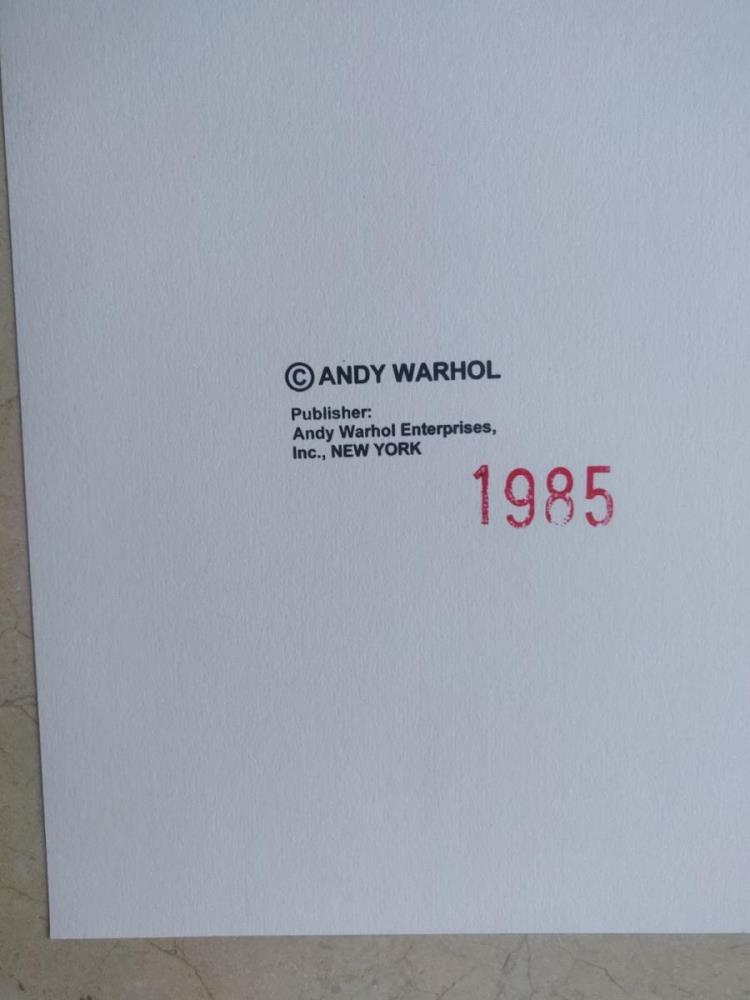 © ANDY WARHOL
Publisher:
Andy Warhol Enterprises,
Inc., NEW YORK
1985